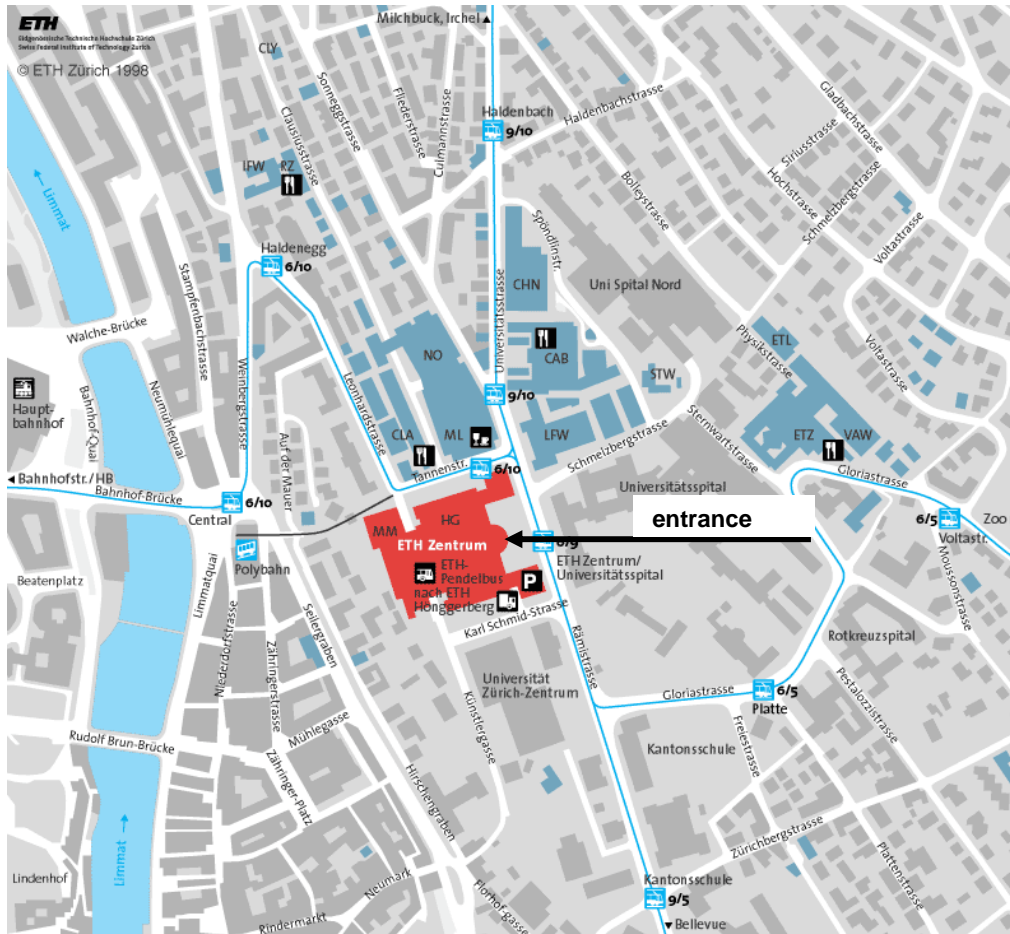 ETH
Eidgenössische Technische Hochschule Zürich
Swiss Federal Institute of Technology Zurich
© ETH Zürich 1998
Milchbuck, Irchel
CLY
Sonneggstrasse
Clausiusstrasse
Fliederstrasse
Culmannstrasse
Haldenbach
9/10
Haldenbachstrasse
Gladbachstrasse
Siriusstrasse
Hochstrasse
Schmelzbergstrasse
Bolleystrasse
Voltastrasse
IFW
RZ
Limmat
Haldenegg
6/10
Stampfenbachstrasse
Spöndlinstr.
CHN
Uni Spital Nord
Universitätsstrasse
Walche-Brücke
Physikstrasse
ETL
Voltastrasse
NO
CAB
STW
Haupt-
bahnhof
Bahnhof-Quai
Neumühlequai
Weinbergstrasse
Leonhardstrasse
9/10
Auf der Mauer
CLA
ML
LFW
Sternwartstrasse
ETZ
VAW
Tannenstr.
6/10
Schmelzbergstrasse
Gloriastrasse
Bahnhofstr./ HB
Bahnhof-Brücke
6/10
Central
Universitätsspital
entrance
6/5
Zoo
Voltastr.
MM
HG
ETH Zentrum
6/9
Polybahn
ETH-
Pendelbus
nach ETH
Hönggerberg
P
ETH Zentrum/
Universitätsspital
Moussonstrasse
Beatenplatz
Limmatquai
Karl Schmid-Strasse
Niederdorfstrasse
Zähringerstrasse
Seilergraben
Rämistrasse
Rotkreuzspital
Universität
Zürich-Zentrum
Gloriastrasse
6/5
Platte
Pestalozzistrasse
Künstlergasse
Freiestrasse
Rudolf Brun-Brücke
Mühlegasse
Kantonsschule
Zähringer-Platz
Hirschengraben
Zürichbergstrasse
Limmat
Plattenstrasse
Lindenhof
Neumark
Kantonsschule
9/5
Florhof-gasse
Rindermarkt
Bellevue